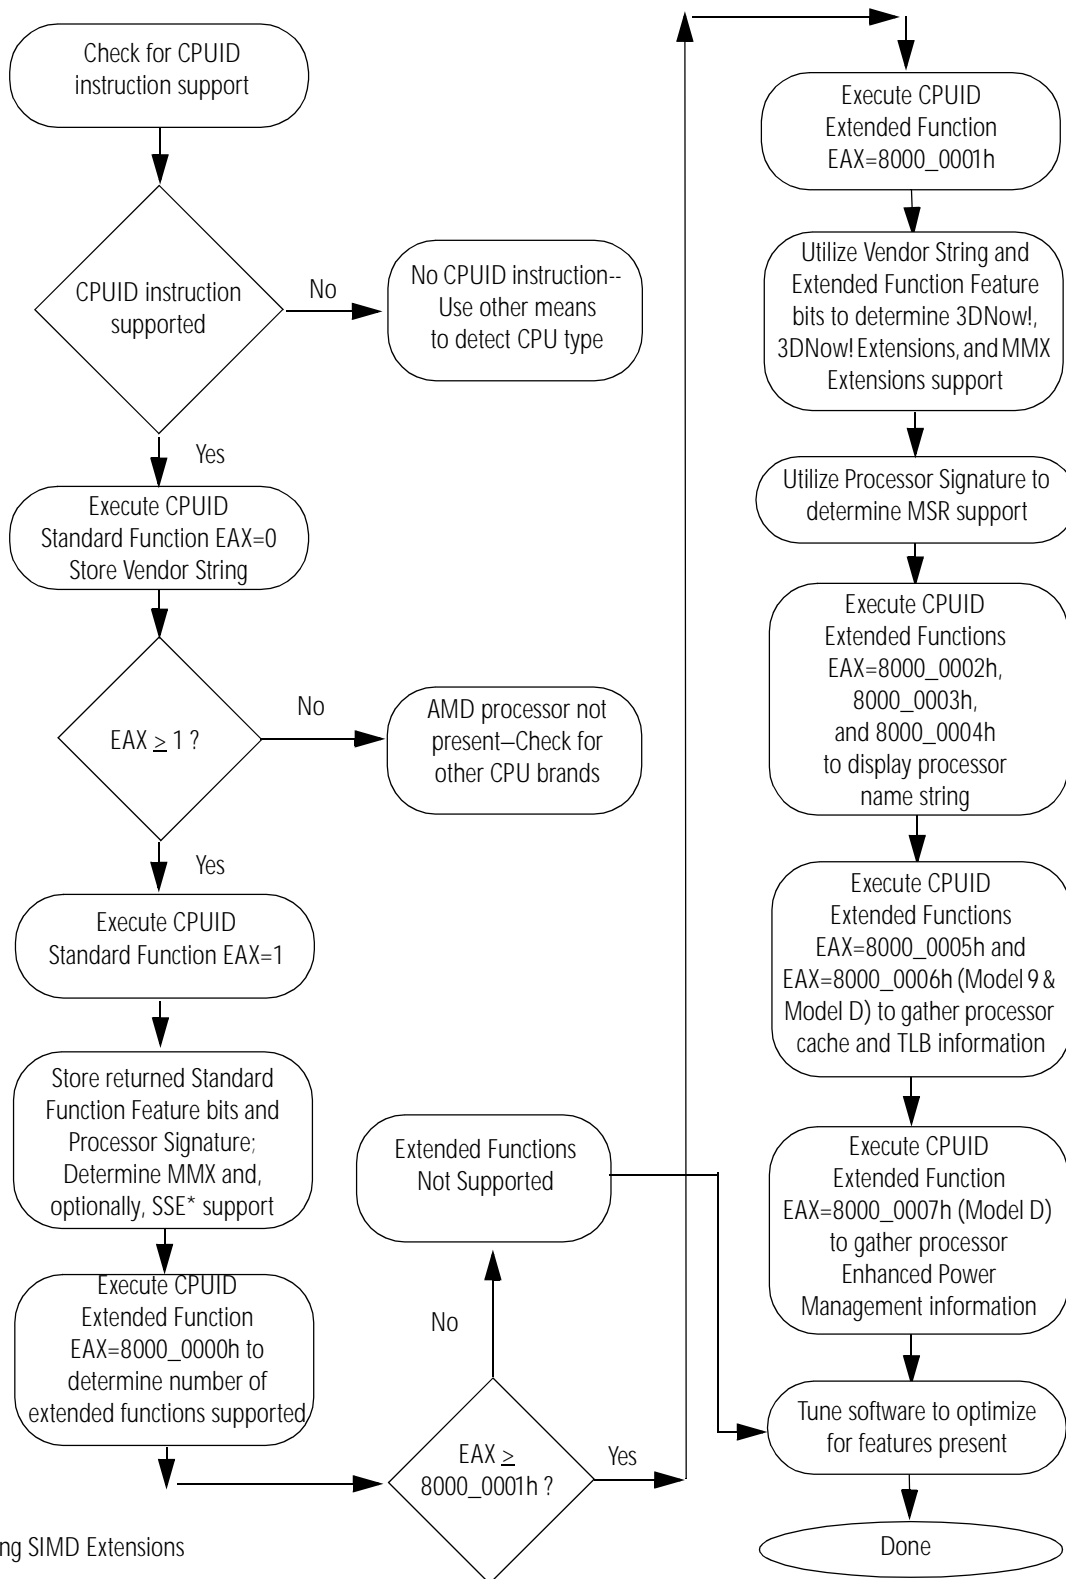 Check for CPUID
instruction support
CPUID instruction
supported
No
No CPUID instruction--
Use other means
to detect CPU type
Yes
Execute CPUID
Standard Function EAX=0
Store Vendor String
EAX ≥ 1 ?
No
AMD processor not
present—Check for
other CPU brands
Yes
Execute CPUID
Standard Function EAX=1
Store returned Standard
Function Feature bits and
Processor Signature;
Determine MMX and,
optionally, SSE* support
Execute CPUID
Extended Function
EAX=8000_0000h to
determine number of
extended functions supported
EAX ≥
8000_0001h ?
No
Extended Functions
Not Supported
Yes
Execute CPUID
Extended Function
EAX=8000_0001h
Utilize Vendor String and
Extended Function Feature
bits to determine 3DNow!,
3DNow! Extensions, and MMX
Extensions support
Utilize Processor Signature to
determine MSR support
Execute CPUID
Extended Functions
EAX=8000_0002h,
8000_0003h,
and 8000_0004h
to display processor
name string
Execute CPUID
Extended Functions
EAX=8000_0005h and
EAX=8000_0006h (Model 9 &
Model D) to gather processor
cache and TLB information
Execute CPUID
Extended Function
EAX=8000_0007h (Model D)
to gather processor
Enhanced Power
Management information
Tune software to optimize
for features present
Done
ng SIMD Extensions